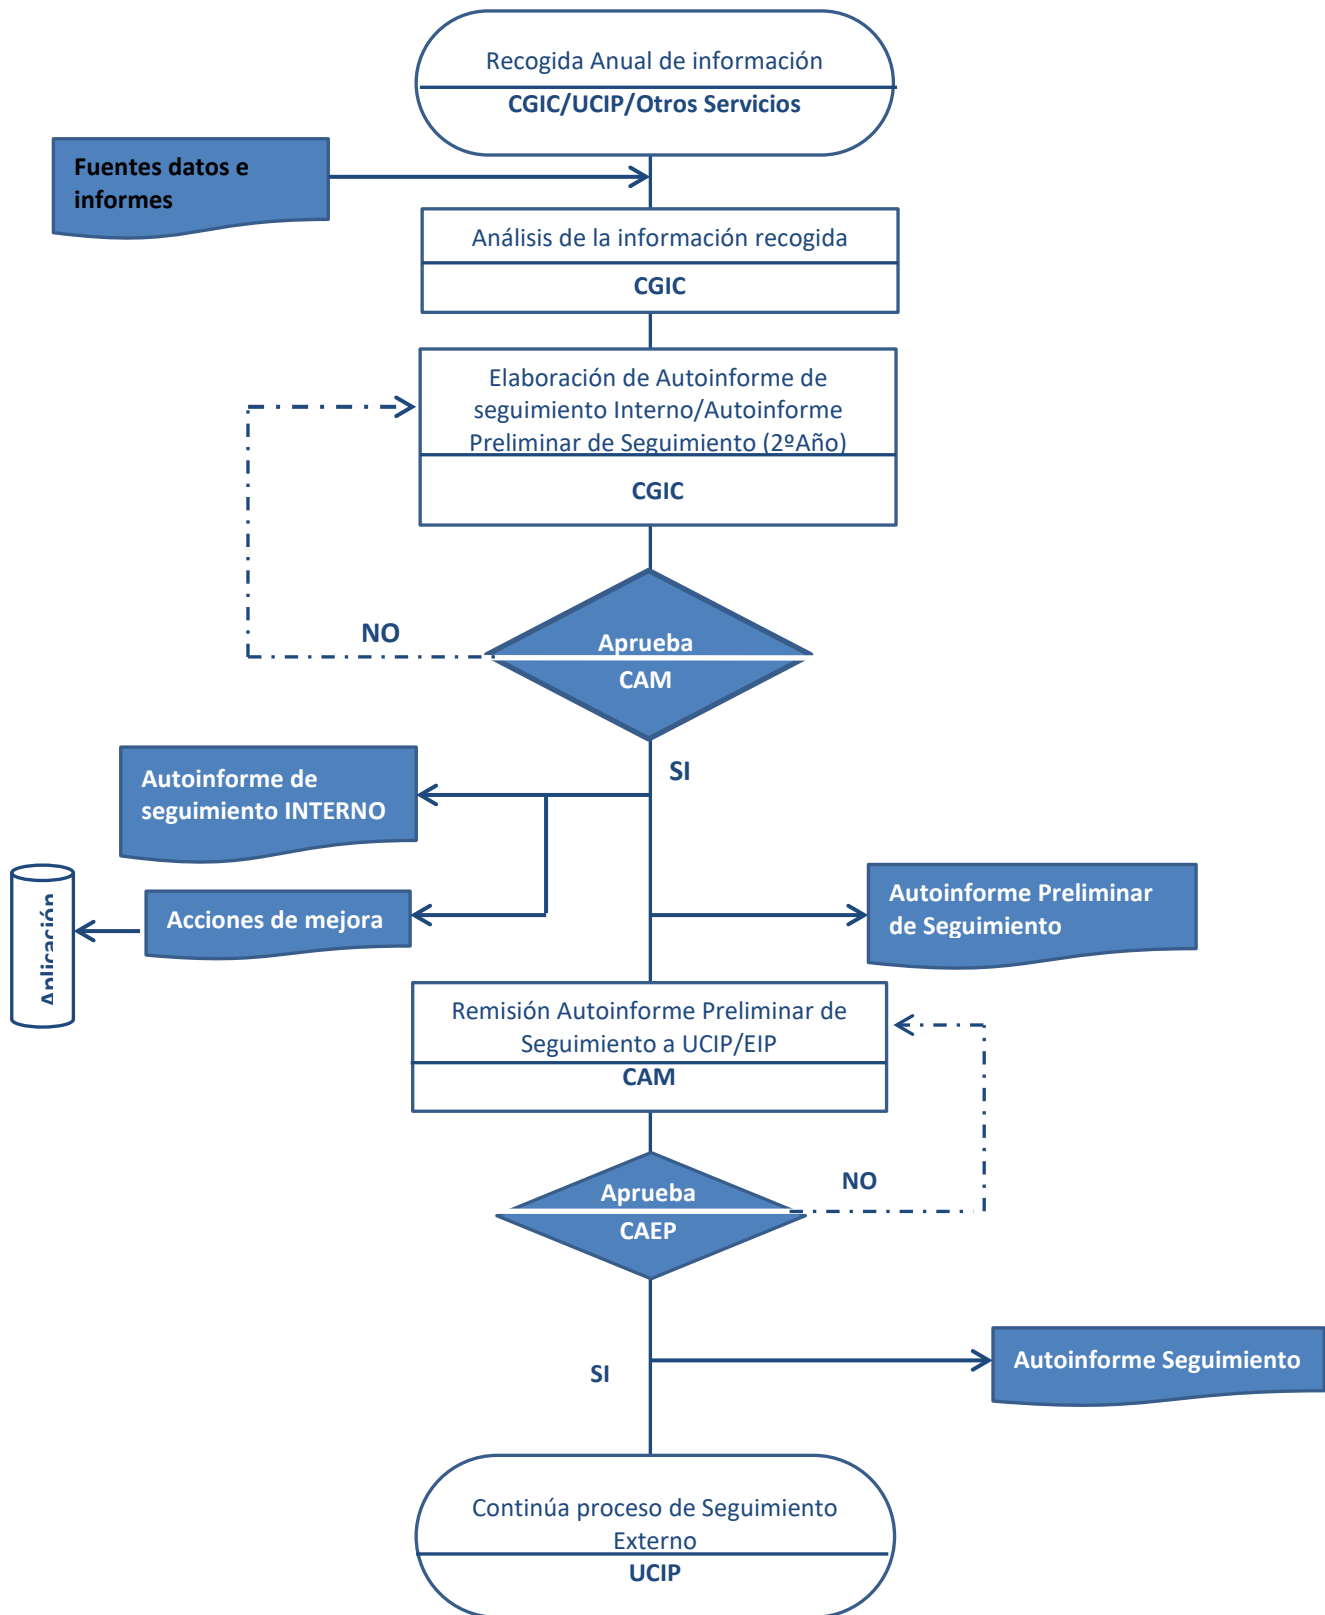 Recogida Anual de información
CGIC/UCIP/Otros Servicios
Fuentes datos e
informes
Análisis de la información recogida
CGIC
Elaboración de Autoinforme de
seguimiento Interno/Autoinforme
Preliminar de Seguimiento (2ºAño)
CGIC
NO
Aprueba
CAM
SI
Autoinforme de
seguimiento INTERNO
Aplicación
Acciones de mejora
Autoinforme Preliminar
de Seguimiento
Remisión Autoinforme Preliminar de
Seguimiento a UCIP/EIP
CAM
NO
Aprueba
CAEP
SI
Autoinforme Seguimiento
Continúa proceso de Seguimiento
Externo
UCIP